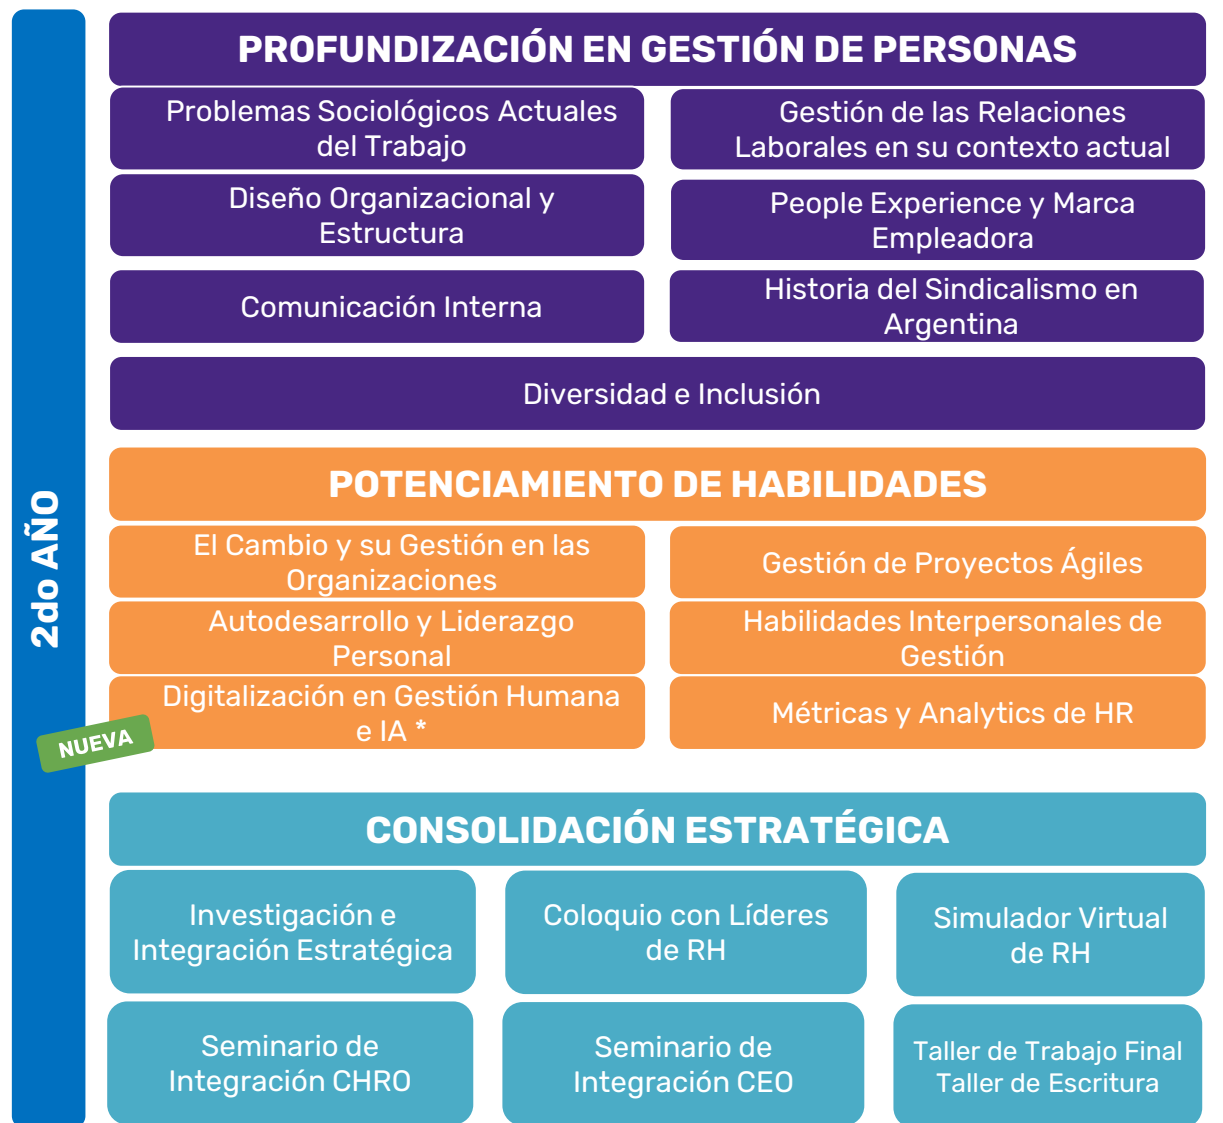 2do AÑO
PROFUNDIZACIÓN EN GESTIÓN DE PERSONAS
Problemas Sociológicos Actuales
del Trabajo
Gestión de las Relaciones
Laborales en su contexto actual
Diseño Organizacional y
Estructura
People Experience y Marca
Empleadora
Comunicación Interna
Historia del Sindicalismo en
Argentina
Diversidad e Inclusión
POTENCIAMIENTO DE HABILIDADES
El Cambio y su Gestión en las
Organizaciones
Gestión de Proyectos Ágiles
Autodesarrollo y Liderazgo
Personal
Habilidades Interpersonales de
Gestión
NUEVA
Digitalización en Gestión Humana
e IA *
Métricas y Analytics de HR
CONSOLIDACIÓN ESTRATÉGICA
Investigación e
Integración Estratégica
Coloquio con Líderes
de RH
Simulador Virtual
de RH
Seminario de
Integración CHRO
Seminario de
Integración CEO
Taller de Trabajo Final
Taller de Escritura